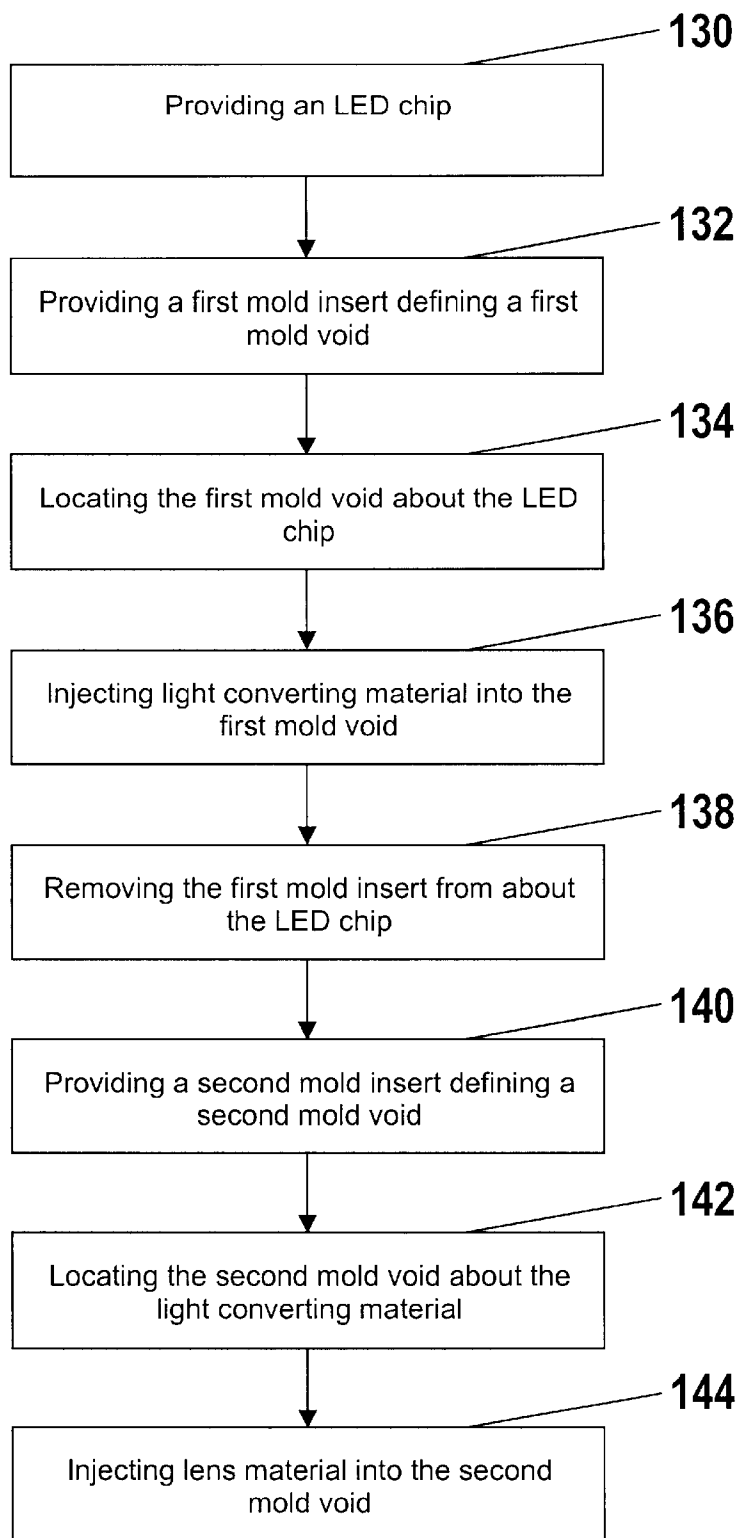 130
Providing an LED chip
132
Providing a first mold insert defining a first
mold void
134
Locating the first mold void about the LED
chip
136
Injecting light converting material into the
first mold void
138
Removing the first mold insert from about
the LED chip
140
Providing a second mold insert defining a
second mold void
142
Locating the second mold void about the
light converting material
144
Injecting lens material into the second
mold void